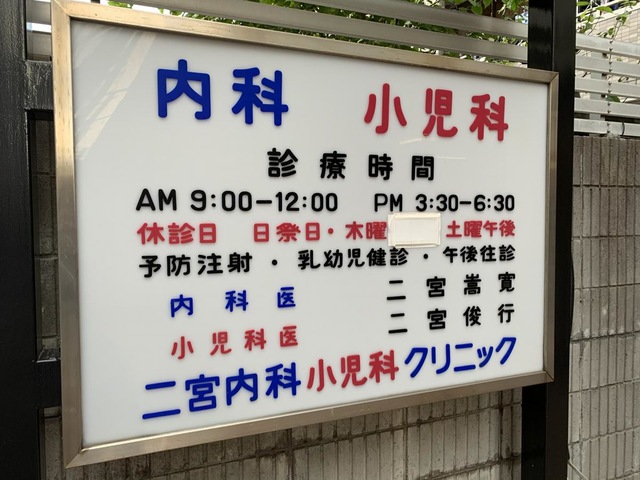 内科 小児科
診療時間
AM 9:00-12:00 PM 3:30-6:30
休診日 日祭日・木曜 土曜午後
予防注射・乳幼児健診・午後往診
内科医 二宮嵩寛
小児科医 二宮俊行
二宮内科小児科クリニック